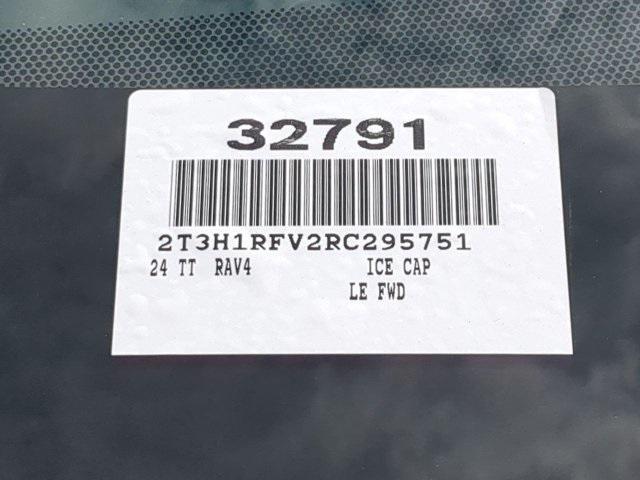 32791
2T3H1RFV2RC295751
24 TT RAV4 ICE CAP
LE FWD